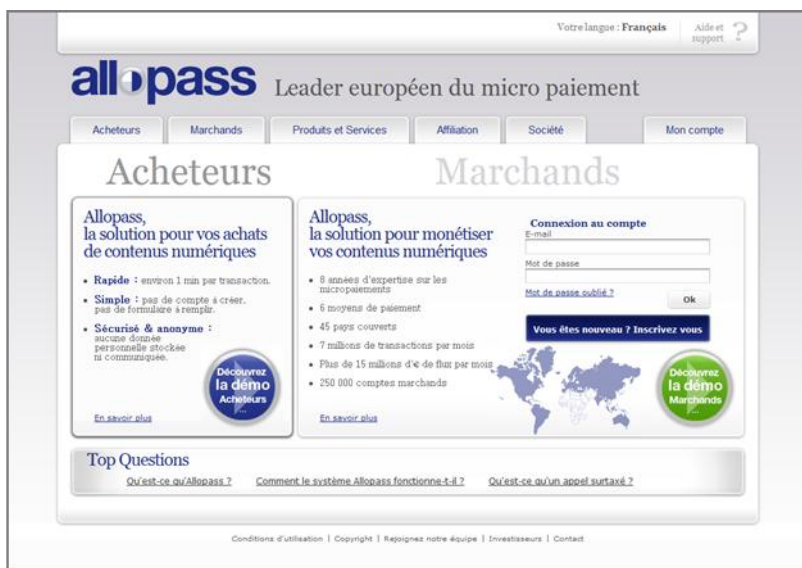 Votre langue : Français
Aide et
support
?
allopass
Leader européen du micro paiement
Acheteurs
Marchands
Produits et Services
Affiliation
Société
Mon compte
Acheteurs
Marchands
Allopass,
la solution pour vos achats
de contenus numériques
• Rapide : environ 1 min par transaction.
• Simple : pas de compte à créer,
pas de formulaire à remplir.
• Sécurisé & anonyme :
aucune donnée
personnelle stockée
ni communiquée.
Découvrez
la démo
Acheteurs
...
En savoir plus
Allopass,
la solution pour monétiser
vos contenus numériques
• 8 années d'expertise sur les
micropaiements
• 6 moyens de paiement
• 45 pays couverts
• 7 millions de transactions par mois
• Plus de 15 millions d'€ de flux par mois
• 250 000 comptes marchands
En savoir plus
Connexion au compte
E-mail
Mot de passe
Mot de passe oublié ?
Ok
Vous êtes nouveau ? Inscrivez vous
Découvrez
la démo
Marchands
...
Top Questions
Qu'est-ce qu'Allopass ?
Comment le système Allopass fonctionne-t-il ?
Qu'est-ce qu'un appel surtaxé ?
Conditions d'utilisation | Copyright | Rejoignez notre équipe | Investisseurs | Contact